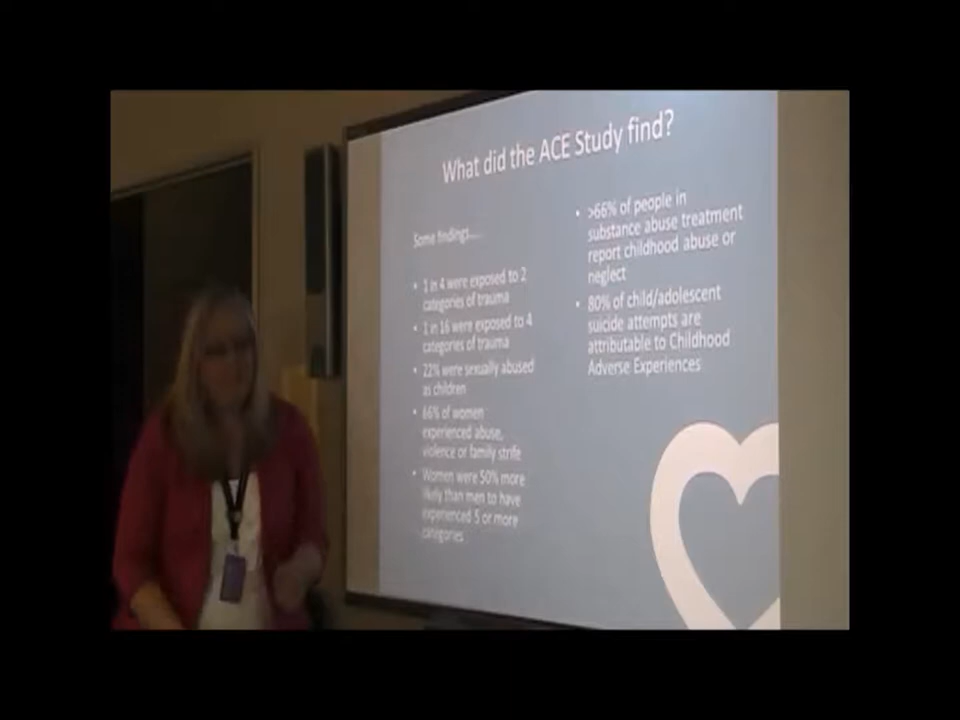 What did the ACE Study find?
Some findings....
• 1 in 4 were exposed to 2
categories of trauma
• 1 in 16 were exposed to 4
categories of trauma
• 22% were sexually abused
as children
• 66% of women
experienced abuse,
violence or family strife
• Women were 50% more
likely than men to have
experienced 5 or more
categories
• >66% of people in
substance abuse treatment
report childhood abuse or
neglect
• 80% of child/adolescent
suicide attempts are
attributable to Childhood
Adverse Experiences